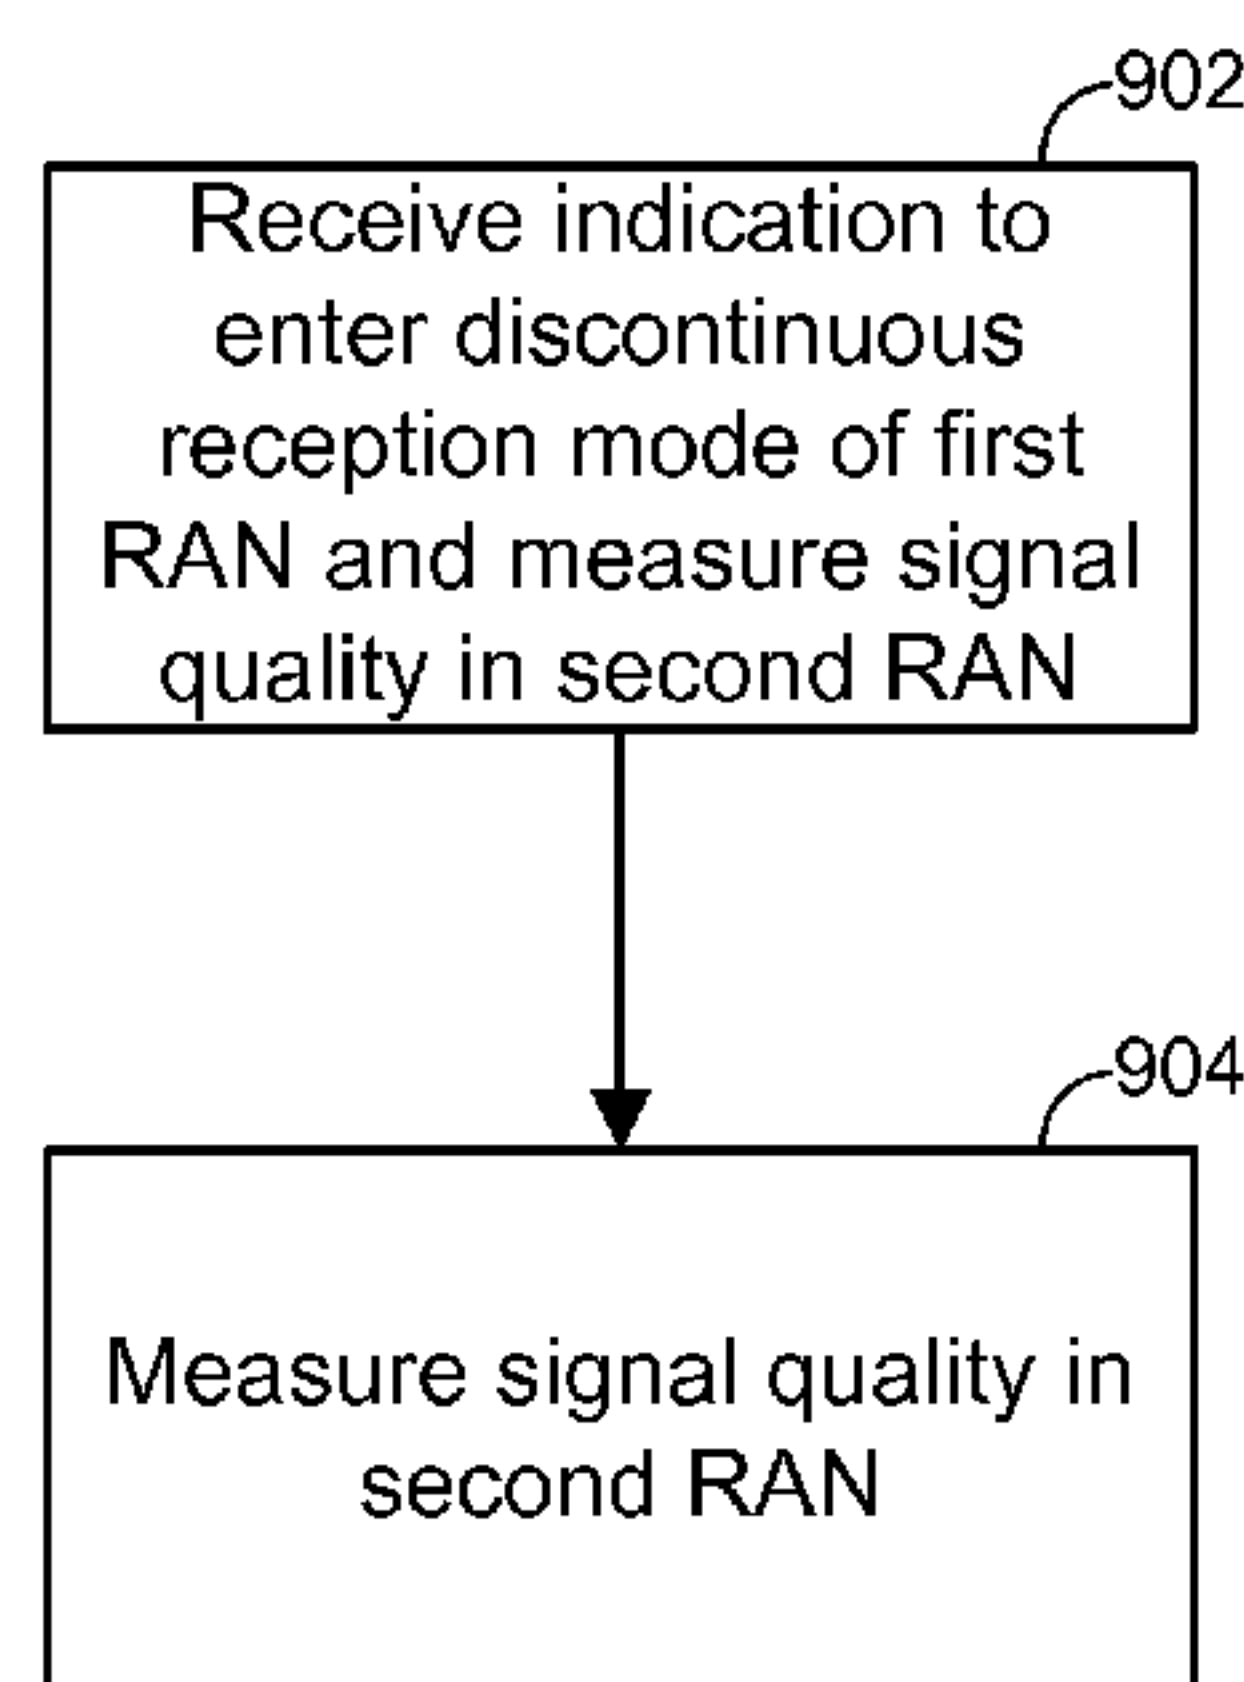 902
Receive indication to
enter discontinuous
reception mode of first
RAN and measure signal
quality in second RAN
904
Measure signal quality in
second RAN